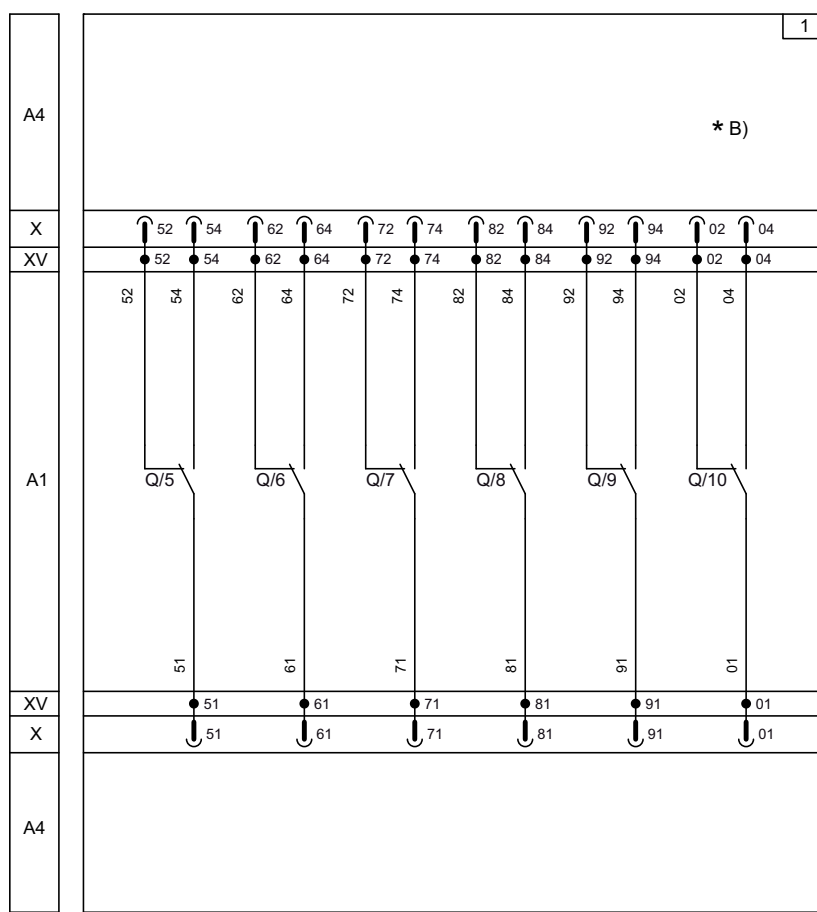 1
A4
* B)
X 52 54 62 64 72 74 82 84 92 94 02 04
XV 52 54 62 64 72 74 82 84 92 94 02 04
52 54 62 64 72 74 82 84 92 94 02 04
A1 Q/5 Q/6 Q/7 Q/8 Q/9 Q/10
51 61 71 81 91 01
XV 51 61 71 81 91 01
X 51 61 71 81 91 01
A4